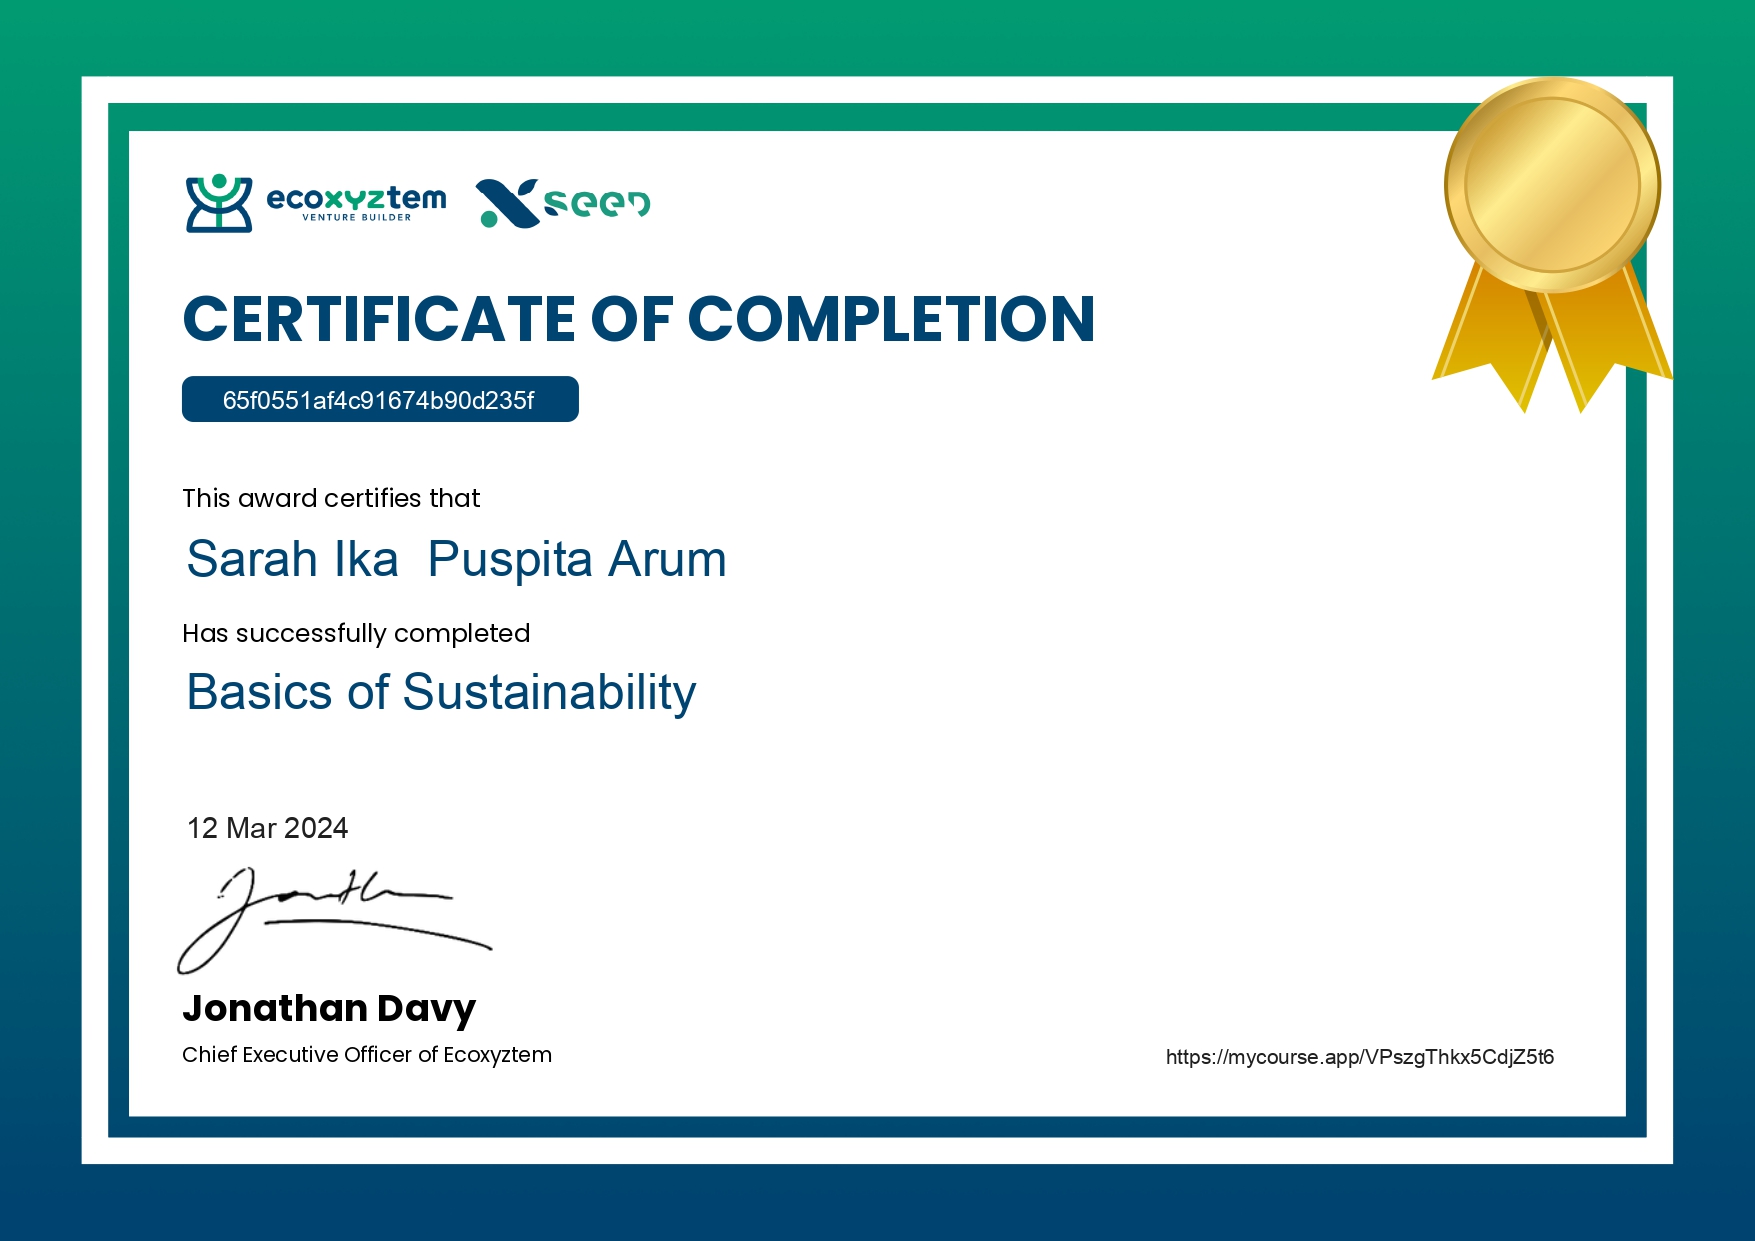 ecoxyztem
VENTURE BUILDER
Xseed
CERTIFICATE OF COMPLETION
65f0551af4c91674b90d235f
This award certifies that
Sarah Ika  Puspita Arum
Has successfully completed
Basics of Sustainability
12 Mar 2024
Jonathan Davy
Chief Executive Officer of Ecoxyztem
https://mycourse.app/VPszgThkx5CdjZ5t6